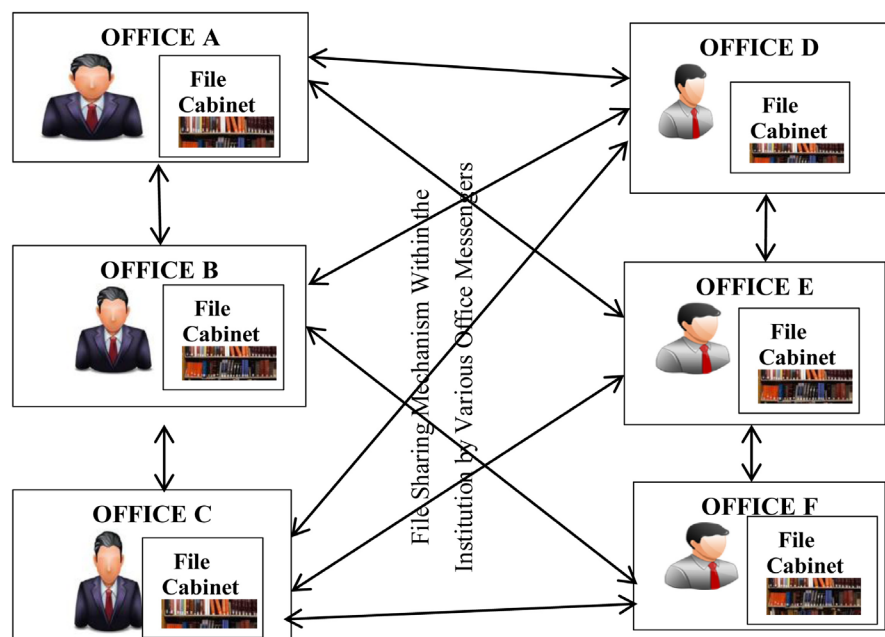 OFFICE A
File
Cabinet
OFFICE B
File
Cabinet
OFFICE C
File
Cabinet
File Sharing Mechanism Within the
Institution by Various Office Messengers
OFFICE D
File
Cabinet
OFFICE E
File
Cabinet
OFFICE F
File
Cabinet